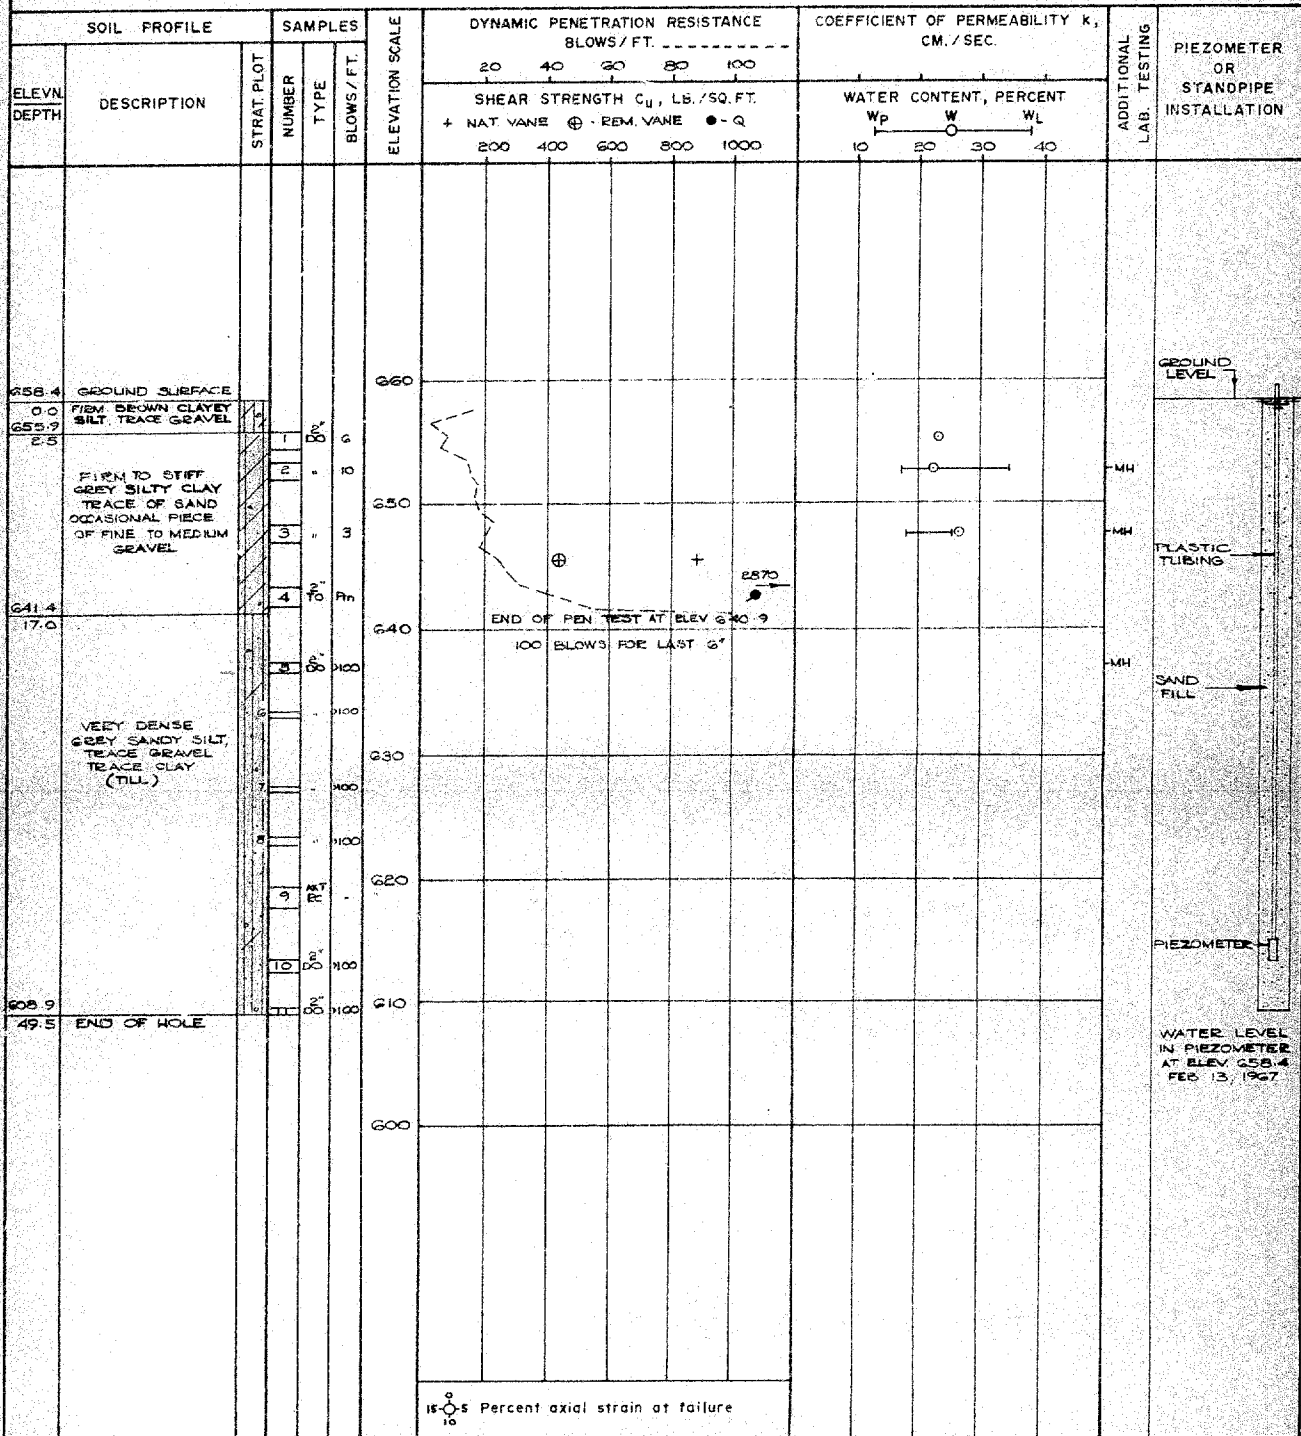 SOIL PROFILE
SAMPLES
ELEVATION SCALE
DYNAMIC PENETRATION RESISTANCE
BLOWS/FT. ----------
20 40 60 80 100
COEFFICIENT OF PERMEABILITY K,
CM./SEC.
ADDITIONAL
LAB. TESTING
PIEZOMETER
OR
STANDPIPE
INSTALLATION
ELEVN.
DEPTH
DESCRIPTION
STRAT. PLOT
NUMBER
TYPE
BLOWS/FT.
SHEAR STRENGTH Cu, LB./SQ.FT.
+ NAT. VANE ⊕ - REM. VANE ● - Q
200 400 600 800 1000
WATER CONTENT, PERCENT
WP W WL
10 20 30 40
GROUND
LEVEL
660
658.4 GROUND SURFACE
0.0 FIRM BROWN CLAYEY
SILT, TRACE GRAVEL
655.9
2.5
1 2" DO 6
2 " 10
MH
FIRM TO STIFF
GREY SILTY CLAY
TRACE OF SAND
OCCASIONAL PIECE
OF FINE TO MEDIUM
GRAVEL
650
3 " 3
MH
PLASTIC
TUBING
2870
4 2" TO PM
641.4
17.0
640
END OF PEN TEST AT ELEV 640.9
100 BLOWS FOR LAST 6"
5 2" DO >100
MH
SAND
FILL
6 " >100
VERY DENSE
GREY SANDY SILT,
TRACE GRAVEL
TRACE CLAY
(TILL)
630
7 " >100
8 " >100
620
9 -
PIEZOMETER
10 2" DO >100
610
608.9
11 2" DO >100
49.5 END OF HOLE
WATER LEVEL
IN PIEZOMETER
AT ELEV. 658.4
FEB 13, 1967
600
0
15 5 Percent axial strain at failure
10